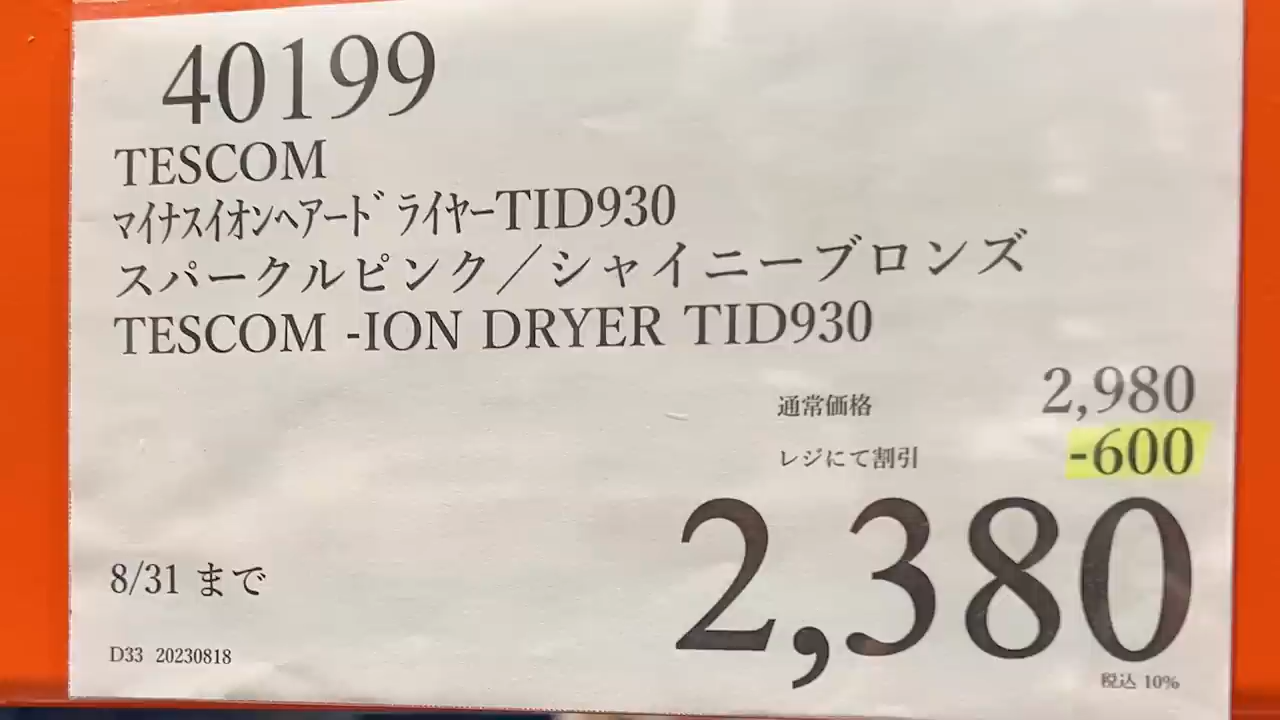 40199
TESCOM
マイナスイオンヘアードライヤーTID930
スパークルピンク／シャイニーブロンズ
TESCOM -ION DRYER TID930
通常価格 2,980
レジにて割引 -600
2,380
8/31 まで
D33 20230818
税込 10%